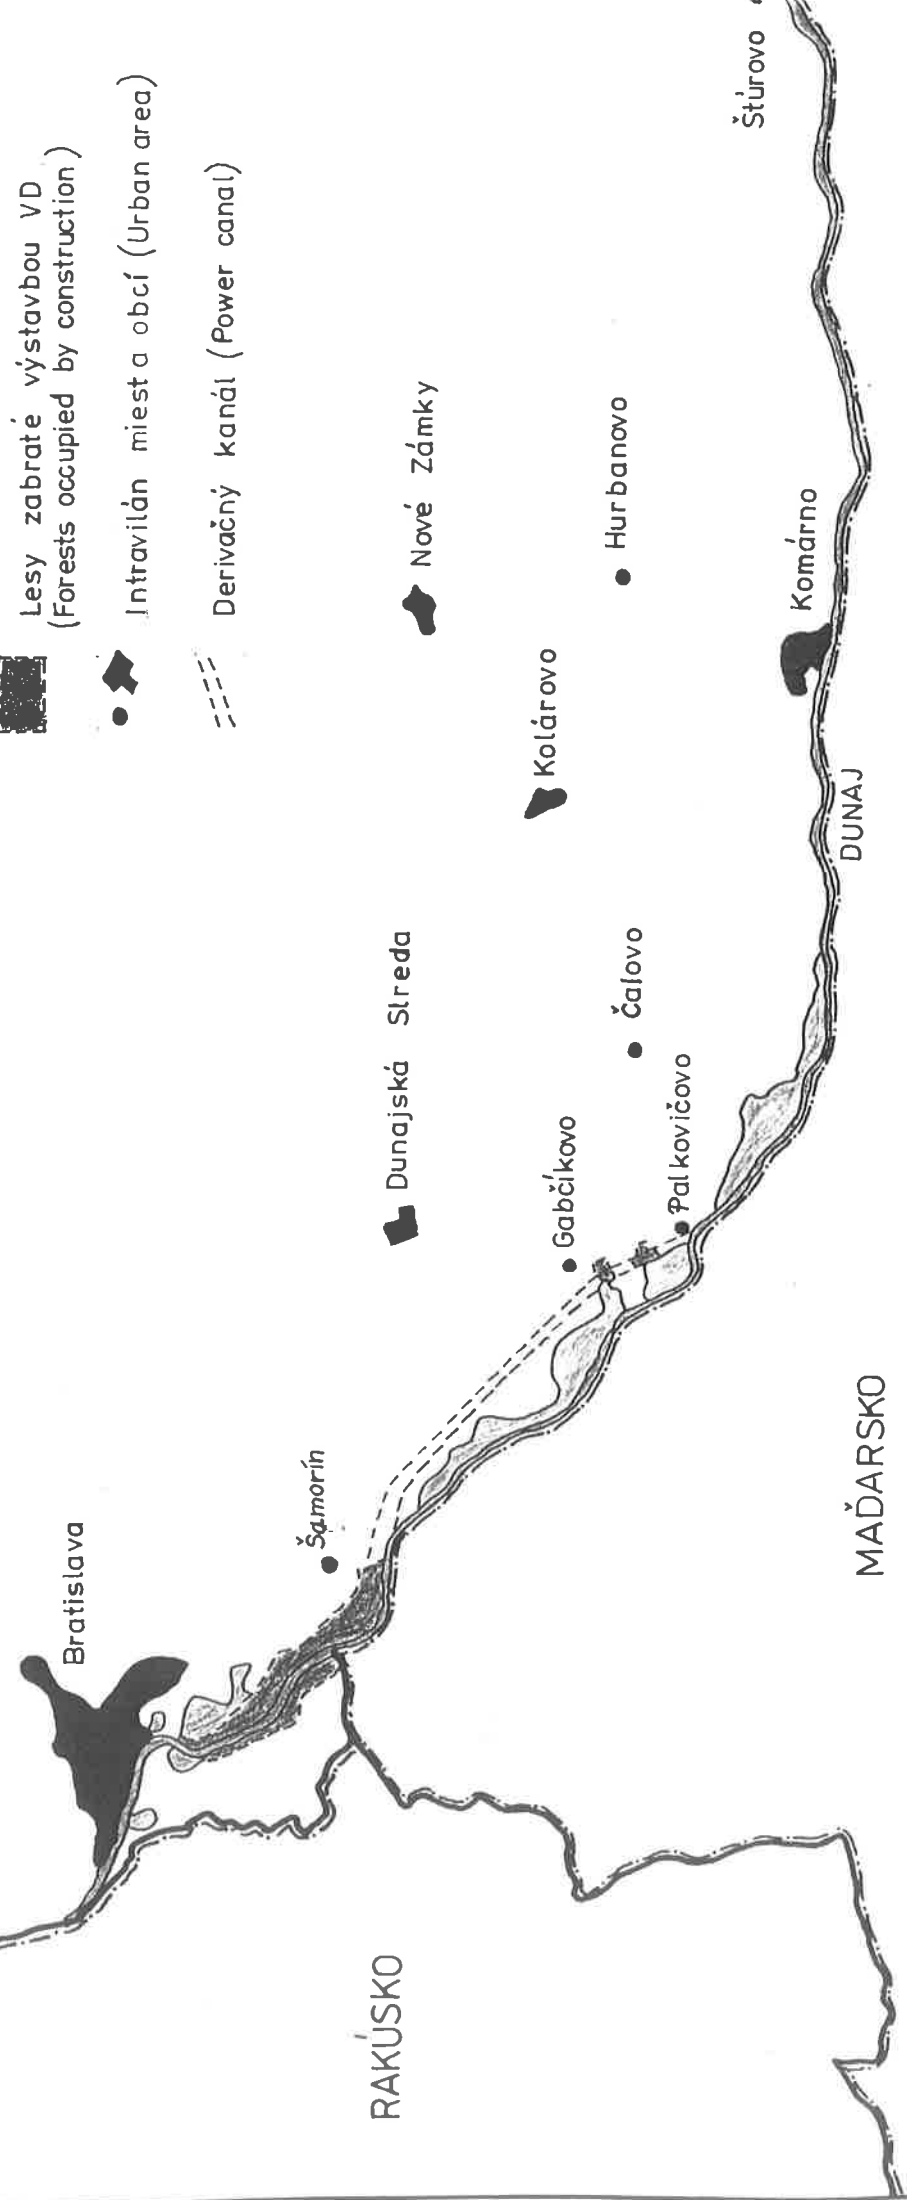 Lesy zabraté výstavbou VD
(Forests occupied by construction)
Intravilán miest a obcí (Urban area)
Derivačný kanál (Power canal)
Bratislava
Šamorín
Dunajská Streda
Nové Zámky
Kolárovo
Gabčíkovo
Hurbanovo
Čalovo
Palkovičovo
Štúrovo
Komárno
DUNAJ
RAKÚSKO
MAĎARSKO